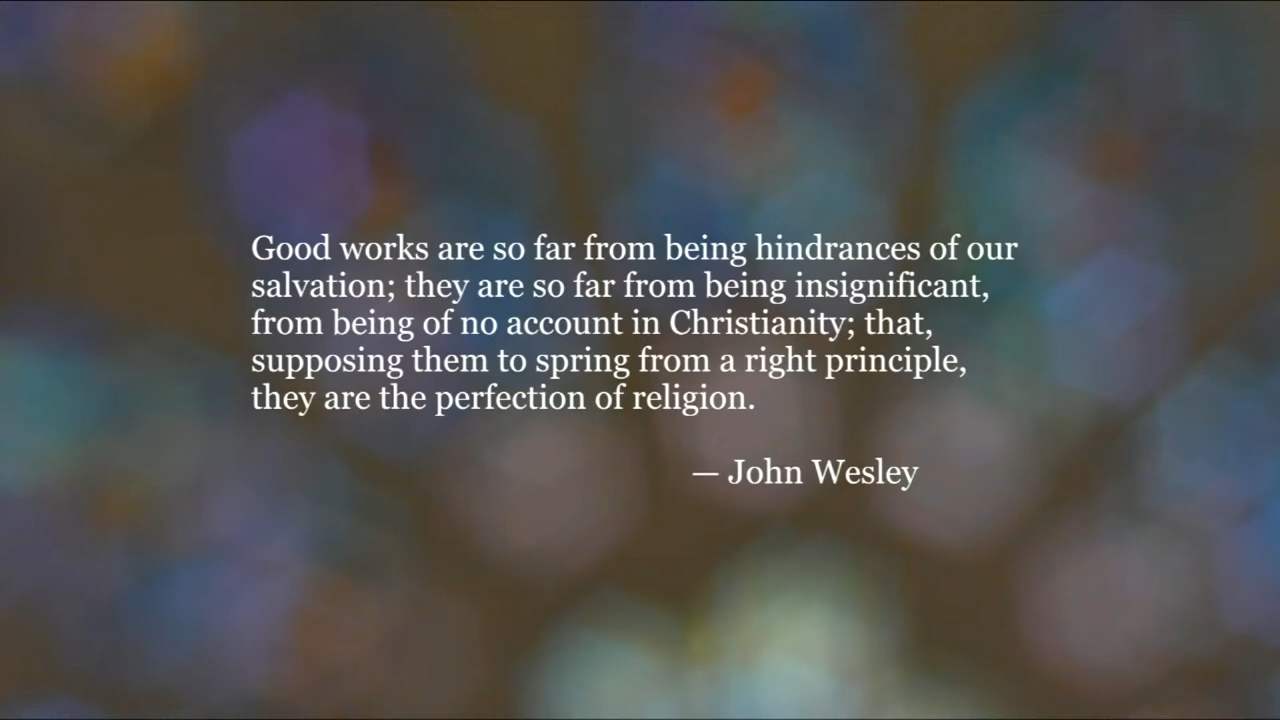 Good works are so far from being hindrances of our
salvation; they are so far from being insignificant,
from being of no account in Christianity; that,
supposing them to spring from a right principle,
they are the perfection of religion.
— John Wesley